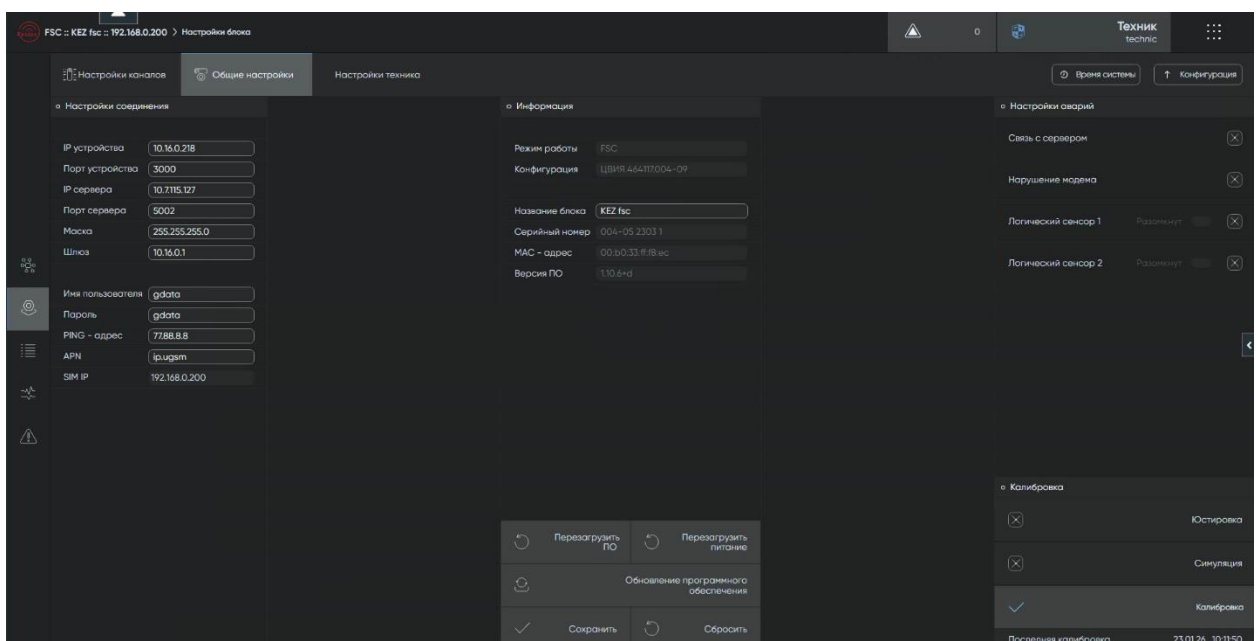 FSC :: KEZ fsc :: 192.168.0.200 > Настройки блока
0
Техник
technic
Настройки каналов
Общие настройки
Настройки техника
Время системы
Конфигурация
Настройки соединения
IP устройства 10.16.0.218
Порт устройства 3000
IP сервера 10.7.115.127
Порт сервера 5002
Маска 255.255.255.0
Шлюз 10.16.0.1
Имя пользователя gdata
Пароль gdata
PING - адрес 77.88.8.8
APN ip.ugsm
SIM IP 192.168.0.200
Информация
Режим работы FSC
Конфигурация ЦВИЯ.464117.004-09
Название блока KEZ fsc
Серийный номер 004-05 2303 1
MAC - адрес 00:b0:33:ff:f8:ec
Версия ПО 1.10.6+d
Перезагрузить
ПО
Перезагрузить
питание
Обновление программного
обеспечения
Сохранить
Сбросить
Настройки аварий
Связь с сервером
Нарушение модема
Логический сенсор 1 Разомкнут
Логический сенсор 2 Разомкнут
Калибровка
Юстировка
Симуляция
Калибровка
Последняя калибровка 23.01.26 10:11:50